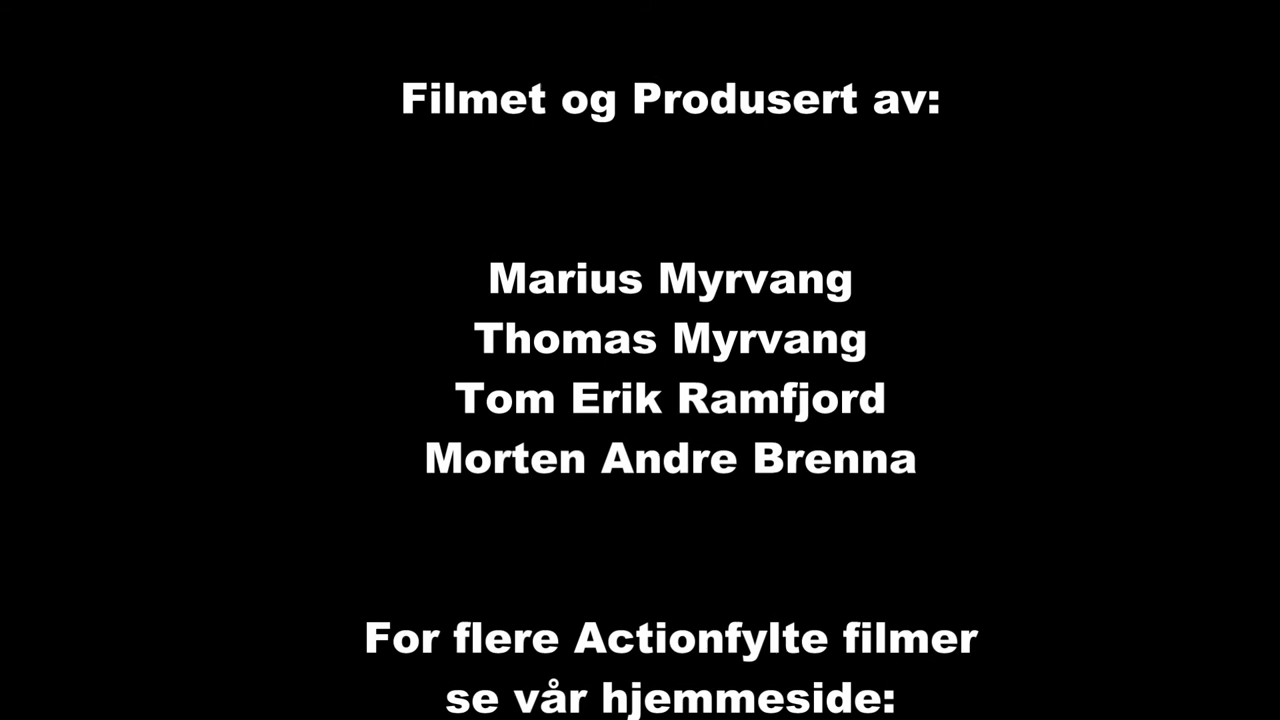 Filmet og Produsert av:
Marius Myrvang
Thomas Myrvang
Tom Erik Ramfjord
Morten Andre Brenna
For flere Actionfylte filmer
se vår hjemmeside: